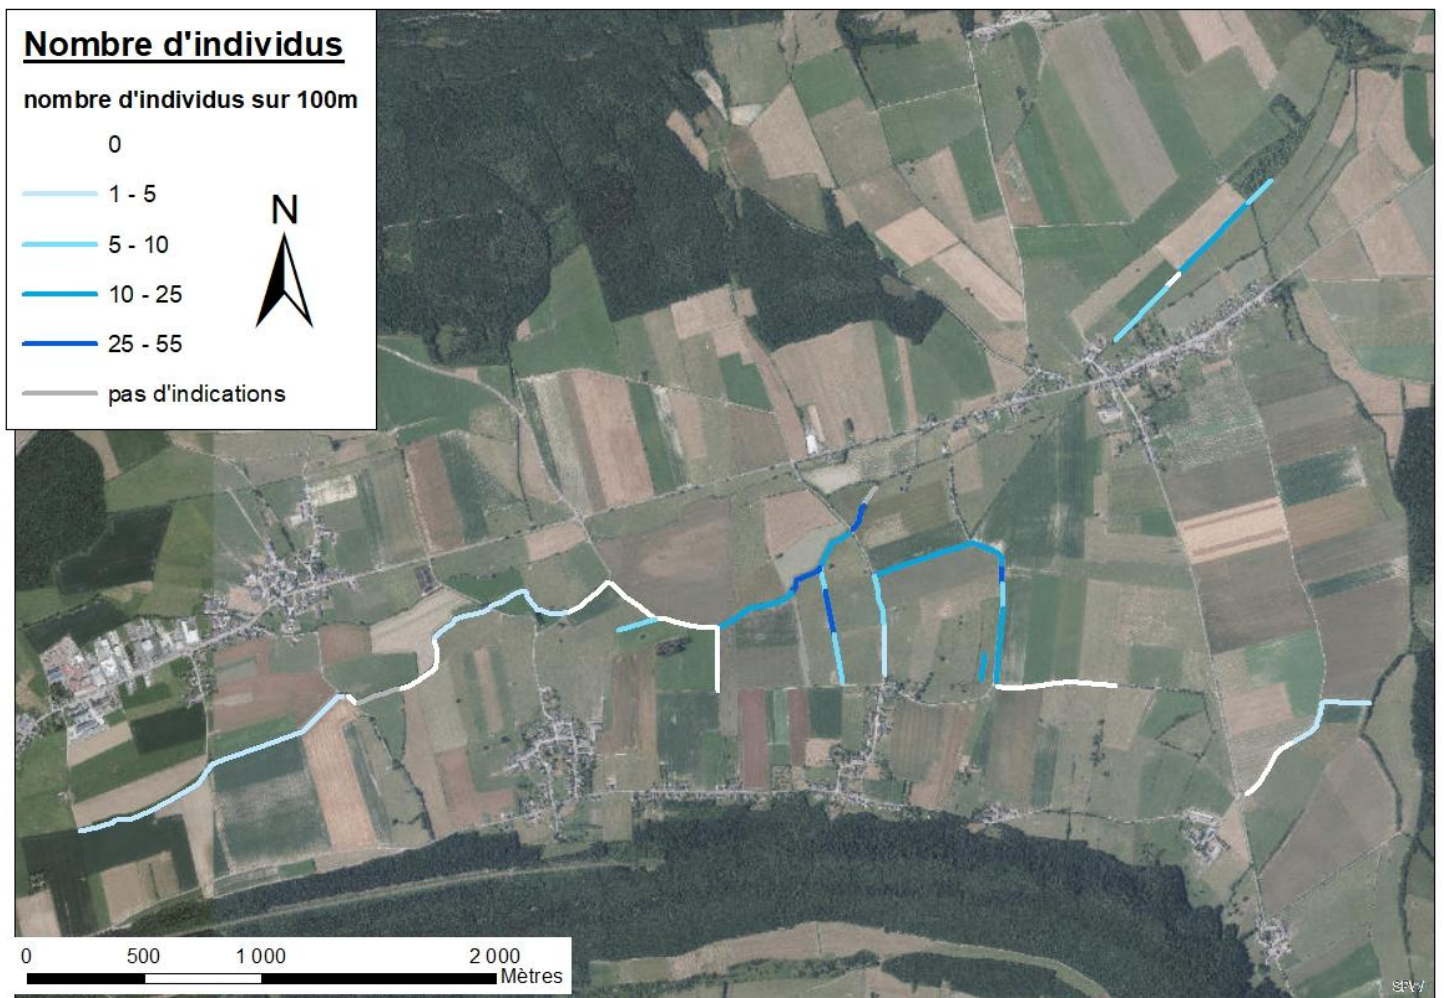 Nombre d'individus
nombre d'individus sur 100m
0
1 - 5
5 - 10
10 - 25
25 - 55
pas d'indications
N
0 500 1 000 2 000
Mètres
SPW